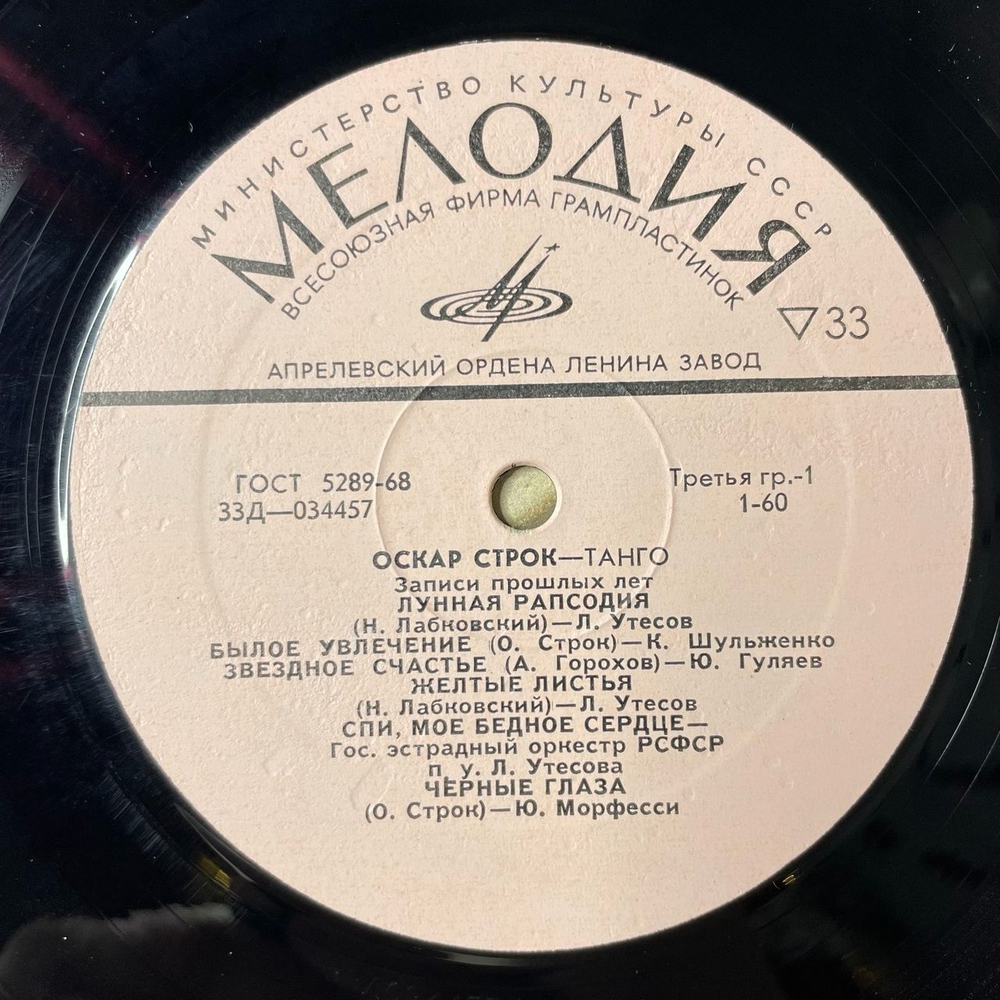 МИНИСТЕРСТВО КУЛЬТУРЫ СССР
МЕЛОДИЯ
ВСЕСОЮЗНАЯ ФИРМА ГРАМПЛАСТИНОК
33
АПРЕЛЕВСКИЙ ОРДЕНА ЛЕНИНА ЗАВОД
ГОСТ 5289-68
Третья гр.-1
33Д—034457
1-60
ОСКАР СТРОК—ТАНГО
Записи прошлых лет
ЛУННАЯ РАПСОДИЯ
(Н. Лабковский)—Л. Утесов
БЫЛОЕ УВЛЕЧЕНИЕ (О. Строк)—К. Шульженко
ЗВЕЗДНОЕ СЧАСТЬЕ (А. Горохов)—Ю. Гуляев
ЖЕЛТЫЕ ЛИСТЬЯ
(Н. Лабковский)—Л. Утесов
СПИ, МОЕ БЕДНОЕ СЕРДЦЕ—
Гос. эстрадный оркестр РСФСР
п. у. Л. Утесова
ЧЕРНЫЕ ГЛАЗА
(О. Строк)—Ю. Морфесси